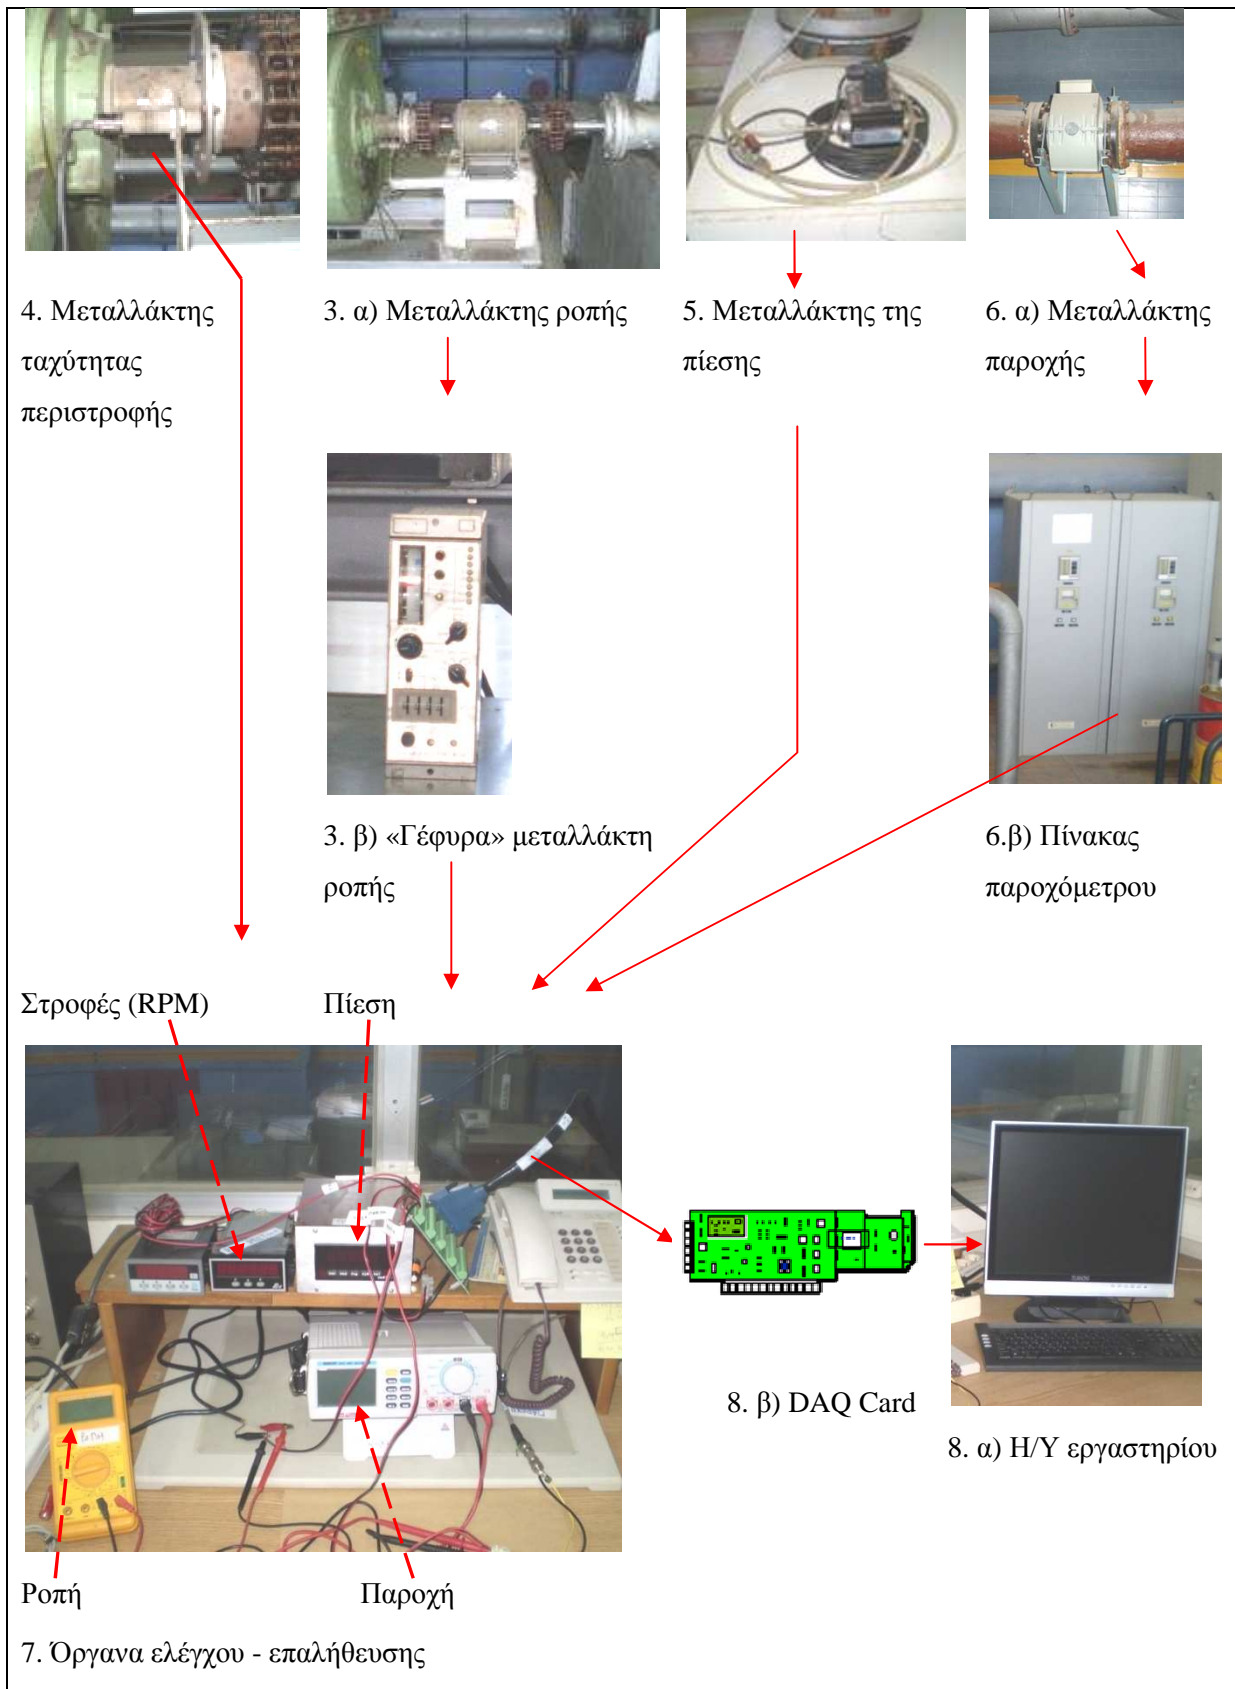 4. Μεταλλάκτης
ταχύτητας
περιστροφής
3. α) Μεταλλάκτης ροπής
5. Μεταλλάκτης της
πίεσης
6. α) Μεταλλάκτης
παροχής
3. β) «Γέφυρα» μεταλλάκτη
ροπής
6.β) Πίνακας
παροχόμετρου
Στροφές (RPM)
Πίεση
8. β) DAQ Card
8. α) Η/Υ εργαστηρίου
Ροπή
Παροχή
7. Όργανα ελέγχου - επαλήθευσης